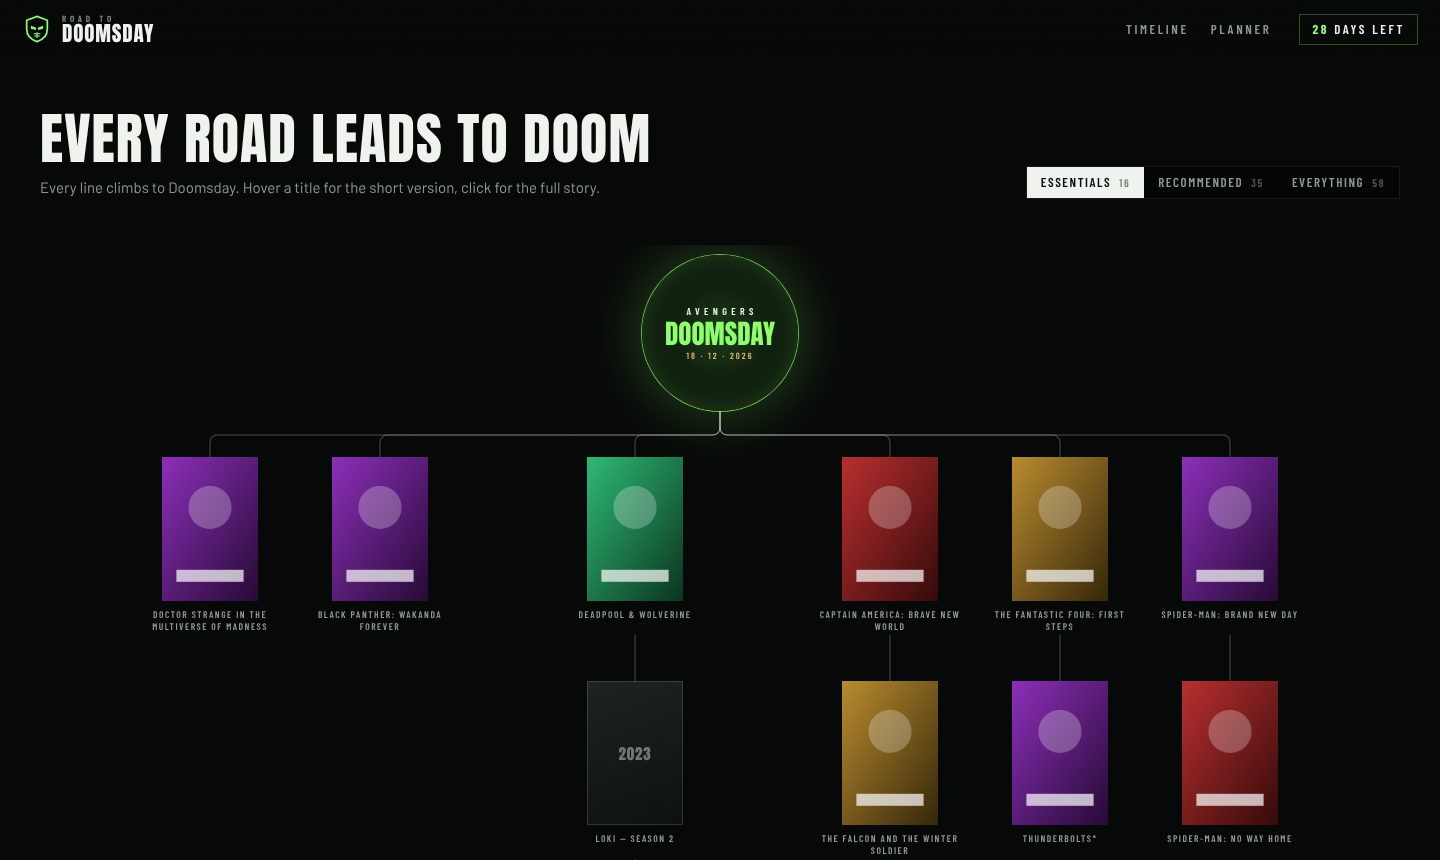 ROAD TO
DOOMSDAY
TIMELINE
PLANNER
28 DAYS LEFT
EVERY ROAD LEADS TO DOOM
Every line climbs to Doomsday. Hover a title for the short version, click for the full story.
ESSENTIALS 16
RECOMMENDED 35
EVERYTHING 58
AVENGERS
DOOMSDAY
18 · 12 · 2026
DOCTOR STRANGE IN THE
MULTIVERSE OF MADNESS
BLACK PANTHER: WAKANDA
FOREVER
DEADPOOL & WOLVERINE
CAPTAIN AMERICA: BRAVE NEW
WORLD
THE FANTASTIC FOUR: FIRST
STEPS
SPIDER-MAN: BRAND NEW DAY
2023
LOKI — SEASON 2
THE FALCON AND THE WINTER
SOLDIER
THUNDERBOLTS*
SPIDER-MAN: NO WAY HOME